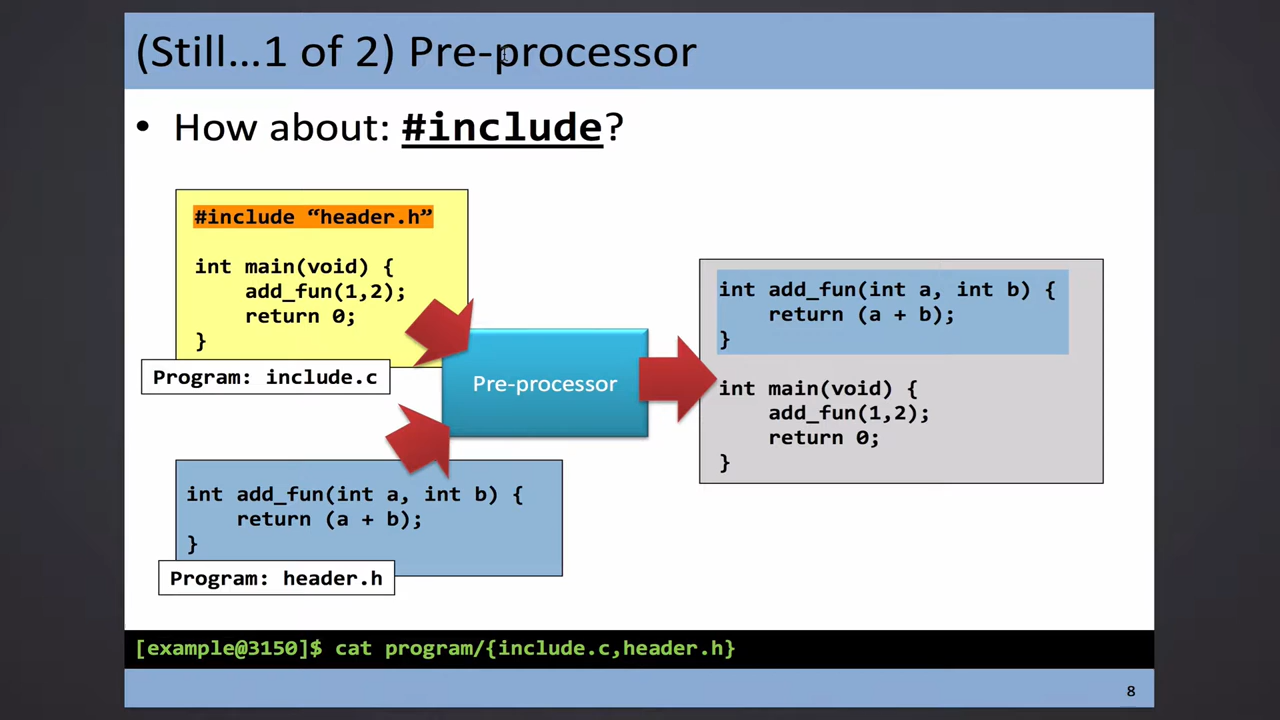 (Still…1 of 2) Pre-processor
• How about: #include?
#include “header.h”
int main(void) {
    add_fun(1,2);
    return 0;
}
Program: include.c
Pre-processor
int add_fun(int a, int b) {
    return (a + b);
}
Program: header.h
int add_fun(int a, int b) {
    return (a + b);
}
int main(void) {
    add_fun(1,2);
    return 0;
}
[example@3150]$ cat program/{include.c,header.h}
8